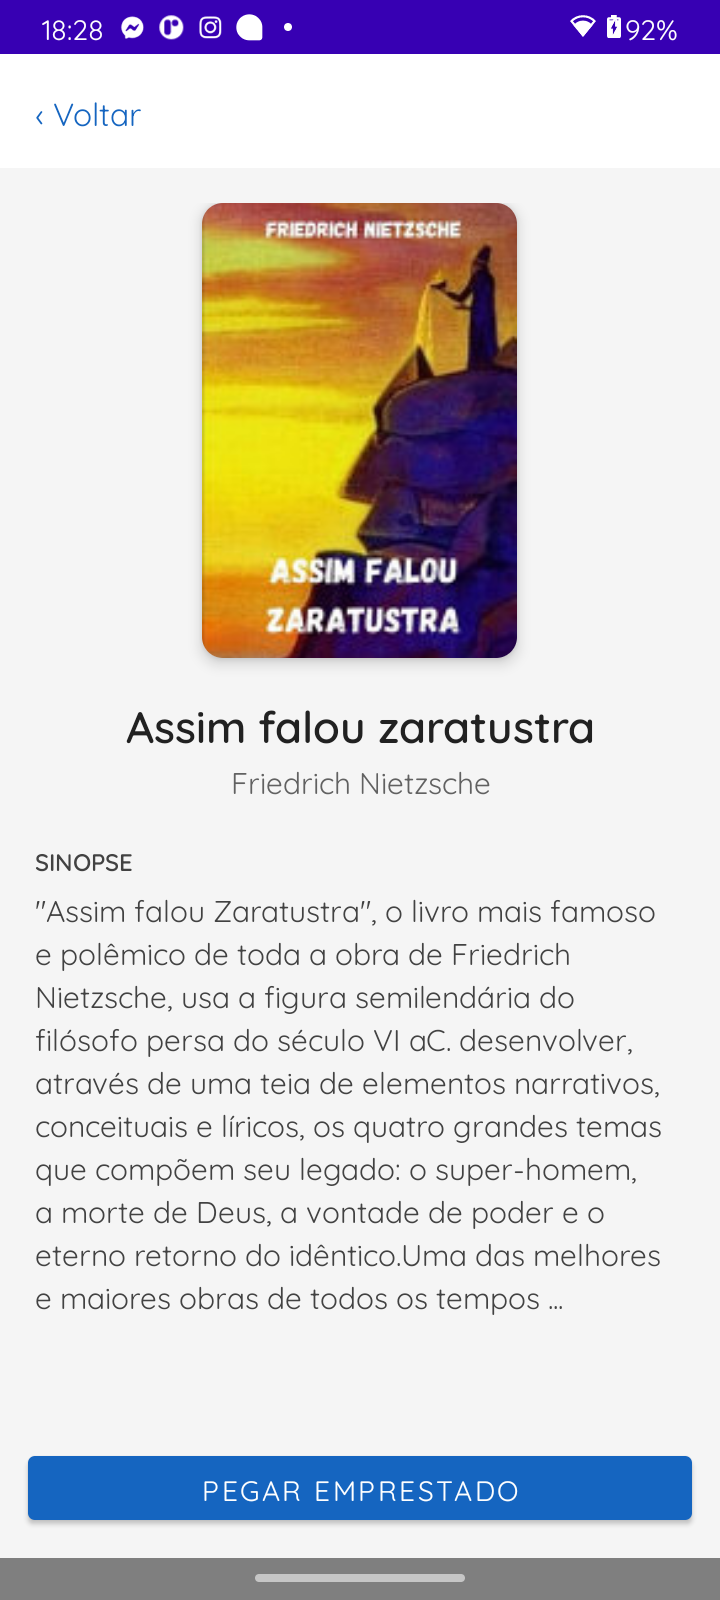 18:28
92%
‹ Voltar
FRIEDRICH NIETZSCHE
ASSIM FALOU
ZARATUSTRA
Assim falou zaratustra
Friedrich Nietzsche
SINOPSE
"Assim falou Zaratustra", o livro mais famoso
e polêmico de toda a obra de Friedrich
Nietzsche, usa a figura semilendária do
filósofo persa do século VI aC. desenvolver,
através de uma teia de elementos narrativos,
conceituais e líricos, os quatro grandes temas
que compõem seu legado: o super-homem,
a morte de Deus, a vontade de poder e o
eterno retorno do idêntico.Uma das melhores
e maiores obras de todos os tempos ...
PEGAR EMPRESTADO